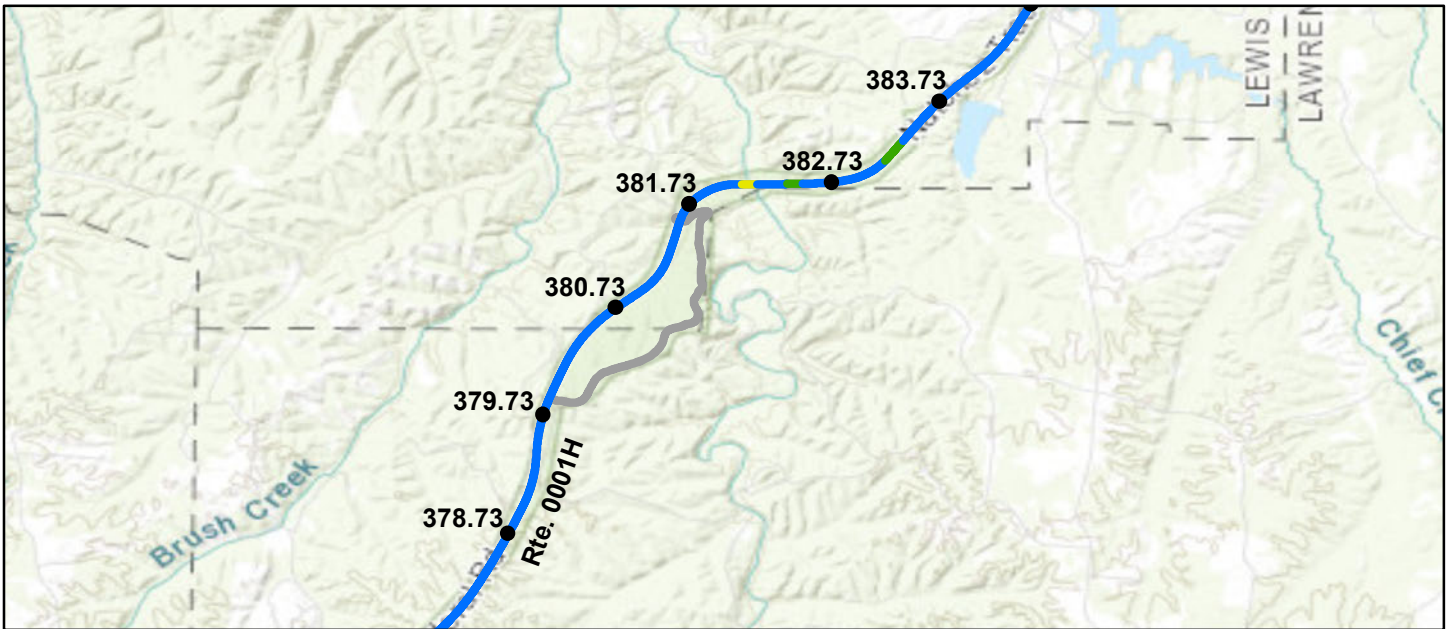 LEWIS
LAWREN
383.73
382.73
381.73
380.73
379.73
378.73
Rte. 0001H
Brush Creek
Chief C